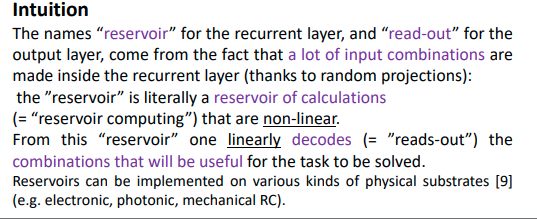 Intuition
The names “reservoir” for the recurrent layer, and “read-out” for the
output layer, come from the fact that a lot of input combinations are
made inside the recurrent layer (thanks to random projections):
the ”reservoir” is literally a reservoir of calculations
(= “reservoir computing”) that are non-linear.
From this “reservoir” one linearly decodes (= ”reads-out”) the
combinations that will be useful for the task to be solved.
Reservoirs can be implemented on various kinds of physical substrates [9]
(e.g. electronic, photonic, mechanical RC).